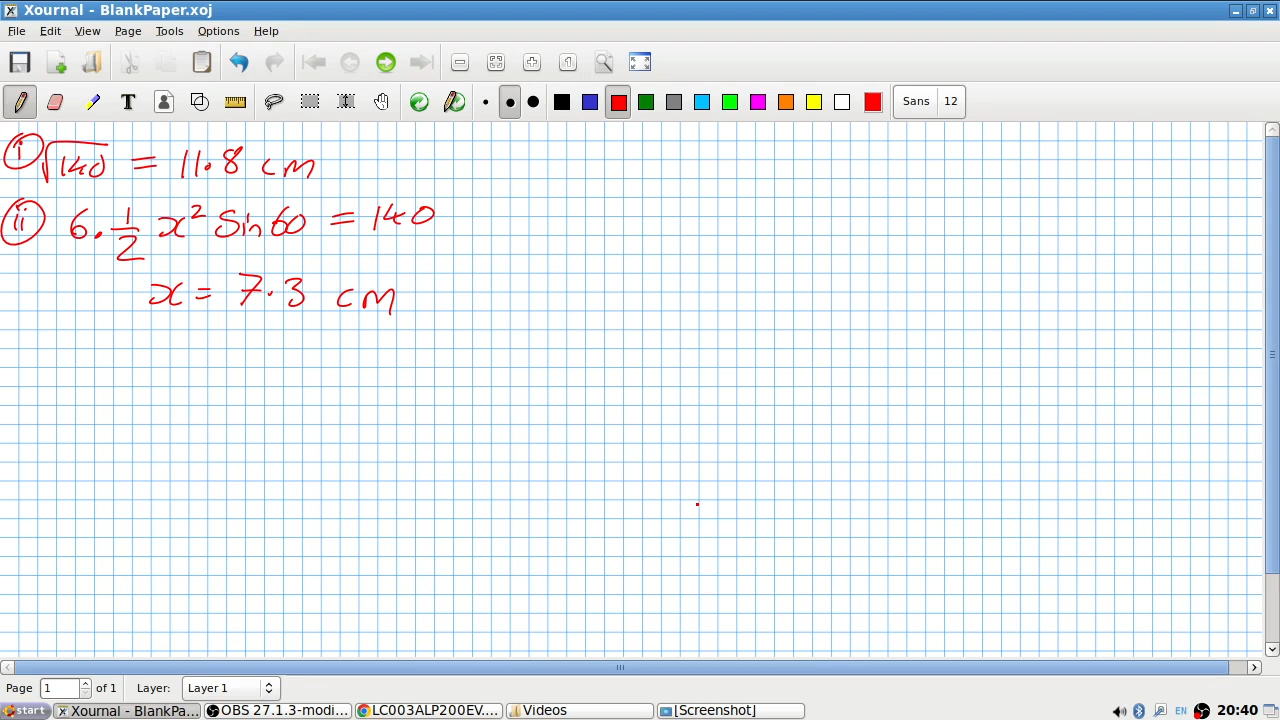 Xournal - BlankPaper.xoj
File Edit View Page Tools Options Help
T Sans 12
i √140 = 11.8 cm
ii 6.1/2 x² Sin60 = 140
x = 7.3 cm
Page 1 of 1 Layer: Layer 1
start Xournal - BlankPa... OBS 27.1.3-modi... LC003ALP200EV.... Videos [Screenshot] EN 20:40